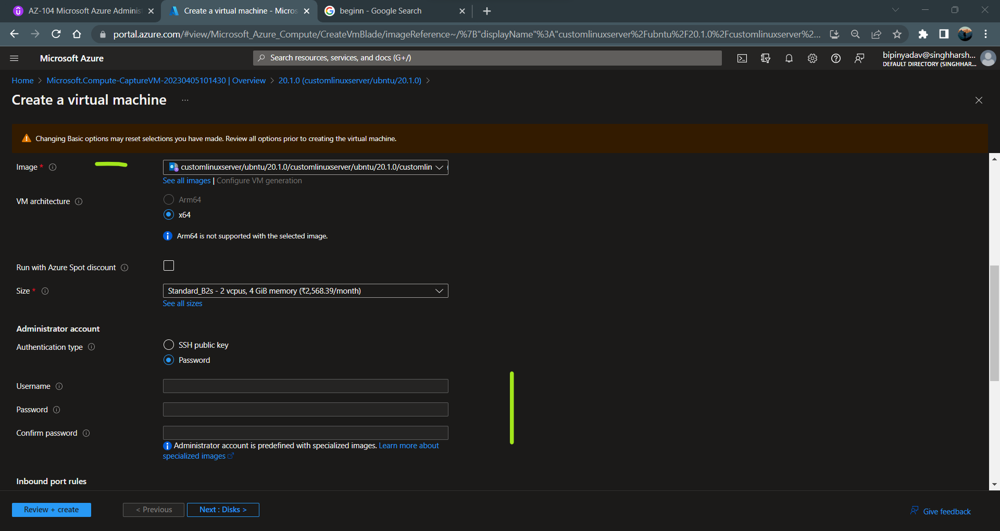 AZ-104 Microsoft Azure Adminis
Create a virtual machine - Micros
beginn - Google Search
portal.azure.com/#view/Microsoft_Azure_Compute/CreateVmBlade/imageReference~/%7B"displayName"%3A"customlinuxserver%2Fubntu%2F20.1.0%2Fcustomlinuxserver%2...
Microsoft Azure
Search resources, services, and docs (G+/)
bipinyadav@singhharsh...
DEFAULT DIRECTORY (SINGHHAR...
Home > Microsoft.Compute-CaptureVM-20230405101430 | Overview > 20.1.0 (customlinuxserver/ubntu/20.1.0) >
Create a virtual machine ...
Changing Basic options may reset selections you have made. Review all options prior to creating the virtual machine.
Image *
customlinuxserver/ubntu/20.1.0/customlinuxserver/ubntu/20.1.0/customlin
See all images | Configure VM generation
VM architecture
Arm64
x64
Arm64 is not supported with the selected image.
Run with Azure Spot discount
Size *
Standard_B2s - 2 vcpus, 4 GiB memory (₹2,568.39/month)
See all sizes
Administrator account
Authentication type
SSH public key
Password
Username
Password
Confirm password
Administrator account is predefined with specialized images. Learn more about
specialized images
Inbound port rules
Review + create
< Previous
Next : Disks >
Give feedback